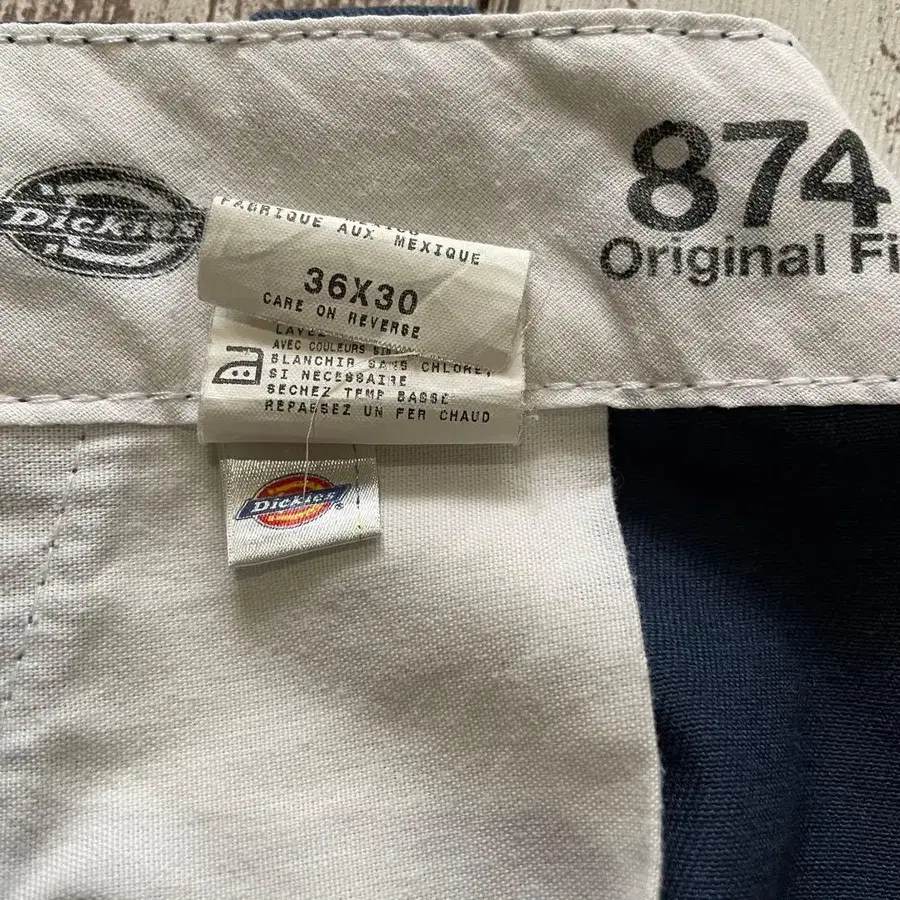 Dickies
874
Original Fi
FABRIQUE
AUX MEXIQUE
36X30
CARE ON REVERSE
LAVEZ
AVEC COULEURS
BLANCHIR SANS CHLORE,
SI NECESSAIRE
SECHEZ TEMP BASSE
REPASSEZ UN FER CHAUD
Dickies